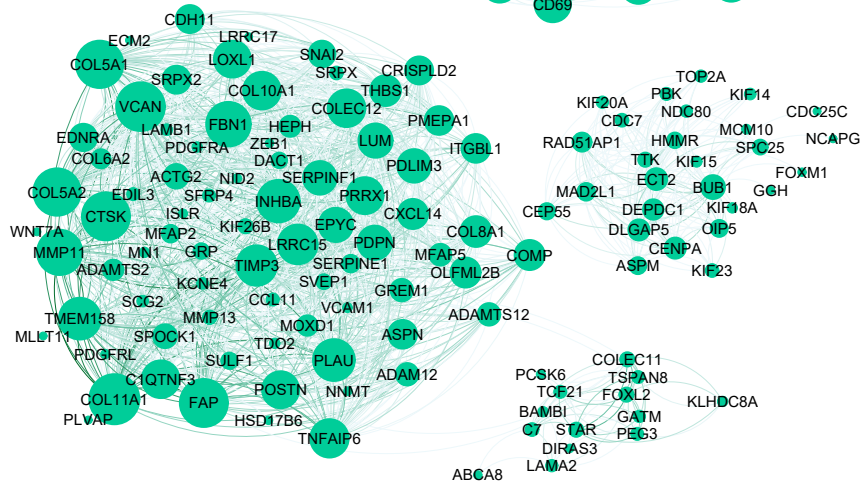 CD69
CDH11
ECM2
LRRC17
COL5A1
LOXL1
SNAI2
SRPX2
SRPX
CRISPLD2
COL10A1
THBS1
VCAN
COLEC12
FBN1
HEPH
PMEPA1
EDNRA
LAMB1
ZEB1
LUM
PDGFRA
ITGBL1
COL6A2
DACT1
PDLIM3
ACTG2
NID2
SERPINF1
COL5A2
EDIL3
SFRP4
PRRX1
CTSK
ISLR
INHBA
CXCL14
WNT7A
MFAP2
KIF26B
EPYC
COL8A1
MMP11
MN1
GRP
LRRC15
PDPN
MFAP5
COMP
ADAMTS2
TIMP3
SERPINE1
OLFML2B
KCNE4
SVEP1
GREM1
SCG2
CCL11
VCAM1
TMEM158
MMP13
MOXD1
ADAMTS12
MLLT11
SPOCK1
TDO2
ASPN
PDGFRL
SULF1
PLAU
C1QTNF3
ADAM12
COL11A1
FAP
POSTN
NNMT
PLVAP
HSD17B6
TNFAIP6
TOP2A
PBK
KIF14
KIF20A
NDC80
CDC25C
CDC7
MCM10
RAD51AP1
HMMR
SPC25
NCAPG
TTK
KIF15
FOXM1
ECT2
MAD2L1
BUB1
GGH
CEP55
DEPDC1
KIF18A
DLGAP5
OIP5
CENPA
ASPM
KIF23
COLEC11
PCSK6
TSPAN8
TCF21
FOXL2
KLHDC8A
BAMBI
GATM
C7
STAR
PEG3
DIRAS3
LAMA2
ABCA8